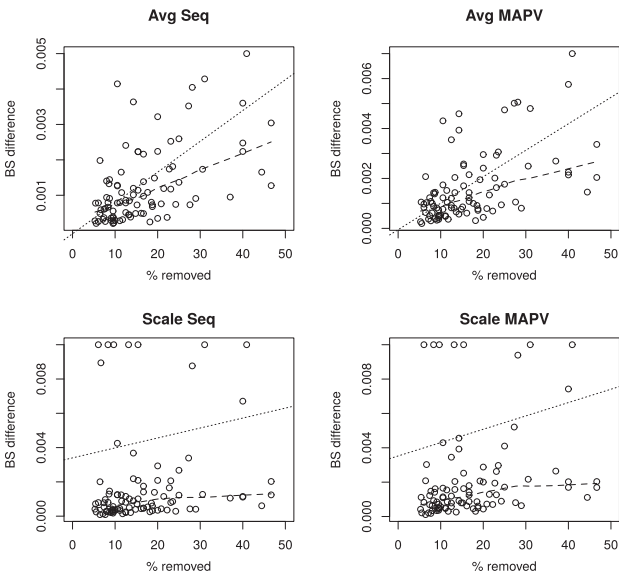 Avg Seq
BS difference
0.001
0.003
0.005
0 10 20 30 40 50
% removed
Avg MAPV
BS difference
0.000
0.002
0.004
0.006
0 10 20 30 40 50
% removed
Scale Seq
BS difference
0.000
0.004
0.008
0 10 20 30 40 50
% removed
Scale MAPV
BS difference
0.000
0.004
0.008
0 10 20 30 40 50
% removed